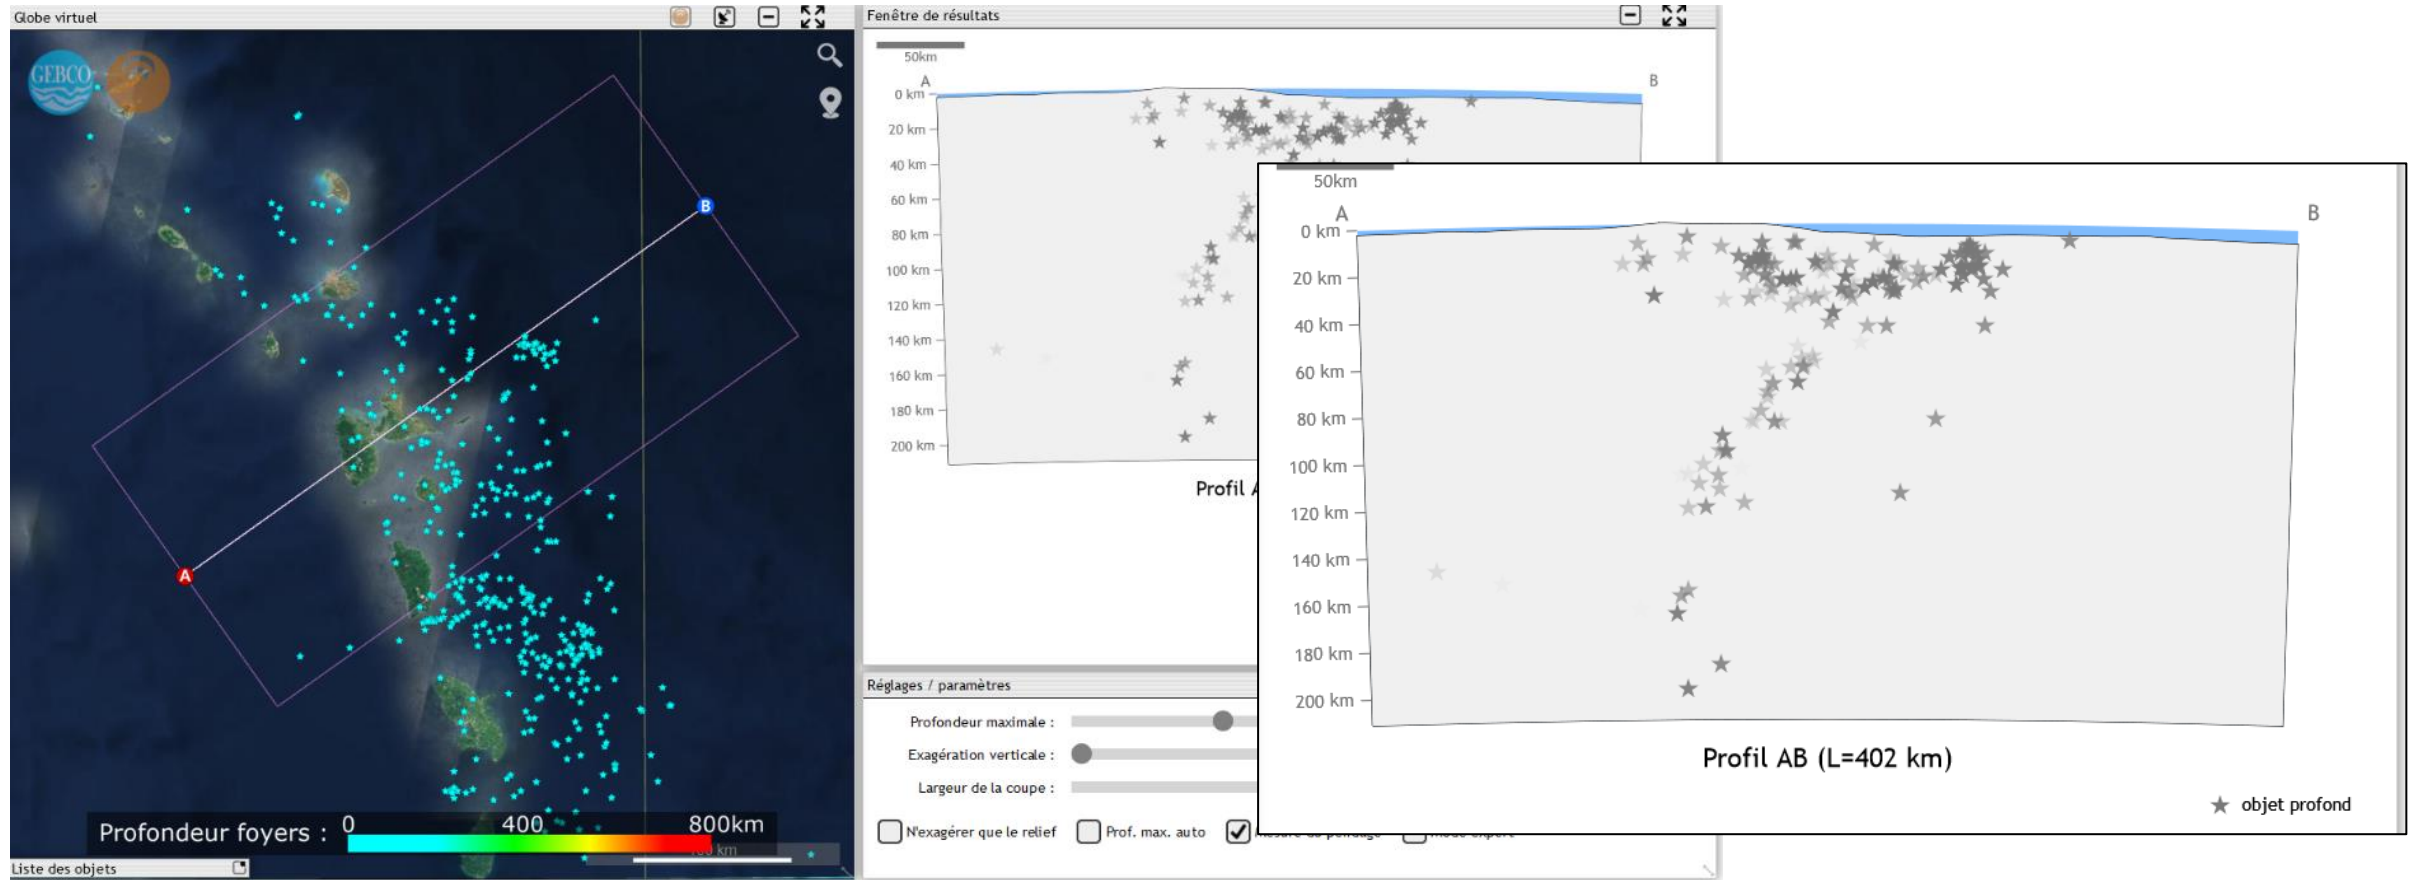 Globe virtuel
GEBCO
B
A
Profondeur foyers :
0
400
800km
Liste des objets
Fenêtre de résultats
50km
A
B
0 km
20 km
40 km
60 km
80 km
100 km
120 km
140 km
160 km
180 km
200 km
Profil A
Réglages / paramètres
Profondeur maximale :
Exagération verticale :
Largeur de la coupe :
N'exagérer que le relief
Prof. max. auto
50km
A
B
0 km
20 km
40 km
60 km
80 km
100 km
120 km
140 km
160 km
180 km
200 km
Profil AB (L=402 km)
objet profond